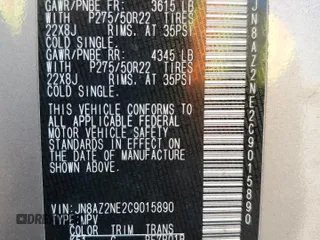 GAWR/PNBE FR: 3615 LB
WITH P275/50R22 TIRES
22X8J RIMS. AT 35PSI
COLD SINGLE.
GAWR/PNBE RR: 4345 LB
WITH P275/50R22 TIRES
22X8J RIMS. AT 35PSI
COLD SINGLE.
THIS VEHICLE CONFORMS TO
ALL APPLICABLE FEDERAL
MOTOR VEHICLE SAFETY
STANDARDS IN EFFECT ON
THE DATE OF MANUFACTURE
SHOWN ABOVE.
VIN: JN8AZ2NE2C9015890
TYPE: MPV
COLOR TRIM TRANS
JN8AZ2NE2C9015890